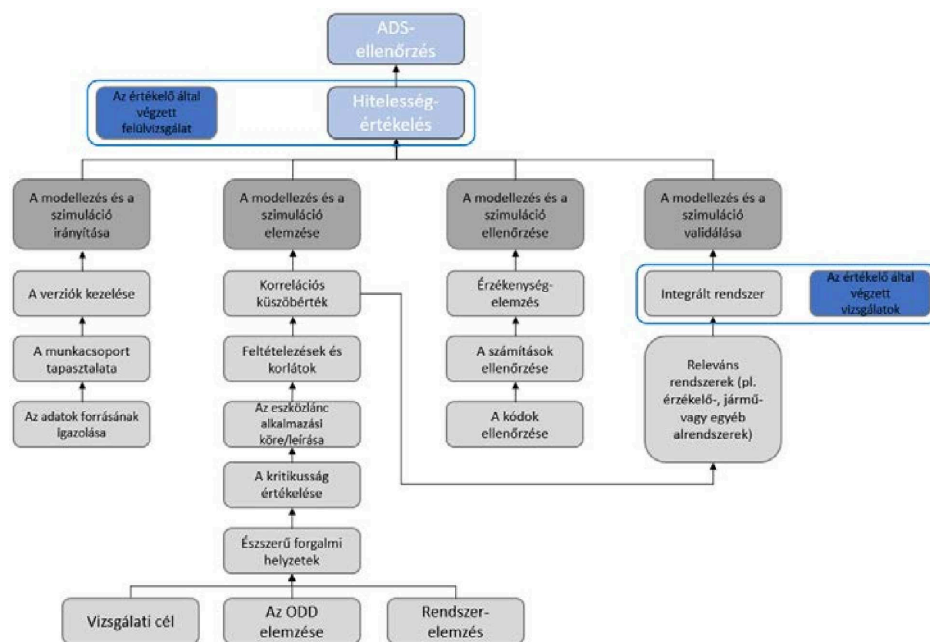 ADS-
ellenőrzés
Az értékelő által
végzett
felülvizsgálat
Hitelesség-
értékelés
A modellezés és a
szimuláció
irányítása
A modellezés és a
szimuláció
elemzése
A modellezés és a
szimuláció
ellenőrzése
A modellezés és a
szimuláció
validálása
A verziók kezelése
Korrelációs
küszöbérték
Érzékenység-
elemzés
Integrált rendszer
Az értékelő által
végzett
vizsgálatok
A munkacsoport
tapasztalata
Feltételezések és
korlátok
A számítások
ellenőrzése
Releváns
rendszerek (pl.
érzékelő-, jármű-
vagy egyéb
alrendszerek)
Az adatok forrásának
igazolása
Az eszközlánc
alkalmazási
köre/leírása
A kódok
ellenőrzése
A kritikusság
értékelése
Észszerű forgalmi
helyzetek
Vizsgálati cél
Az ODD
elemzése
Rendszer-
elemzés